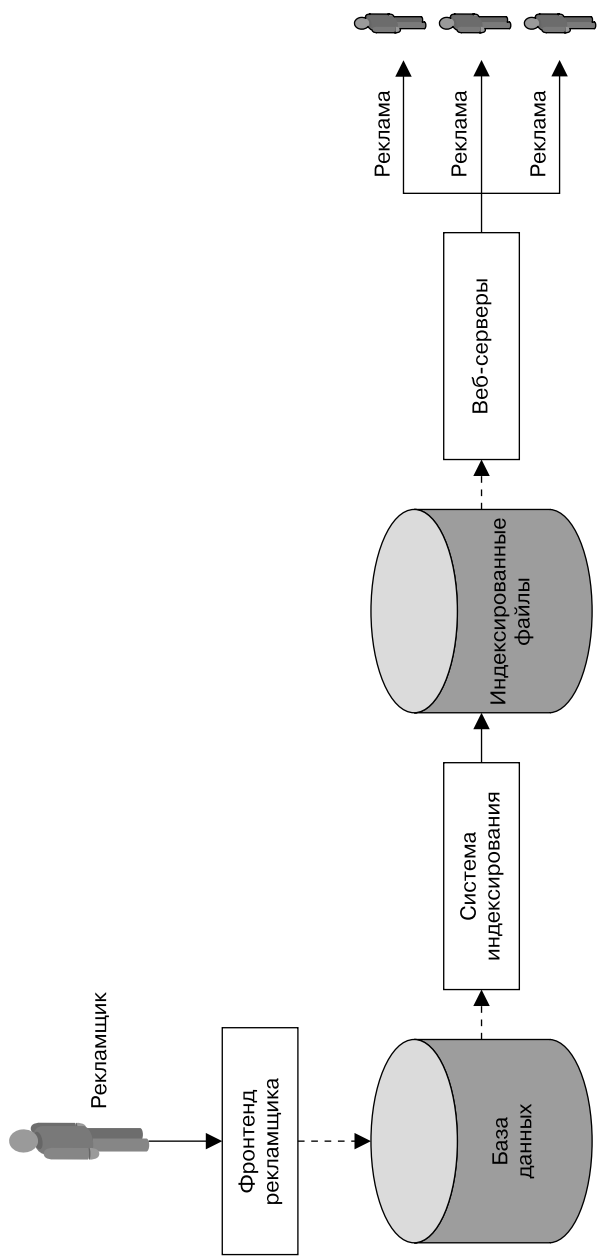 Рекламщик
Фронтенд
рекламщика
База
данных
Система
индексирования
Индексированные
файлы
Веб-серверы
Реклама
Реклама
Реклама